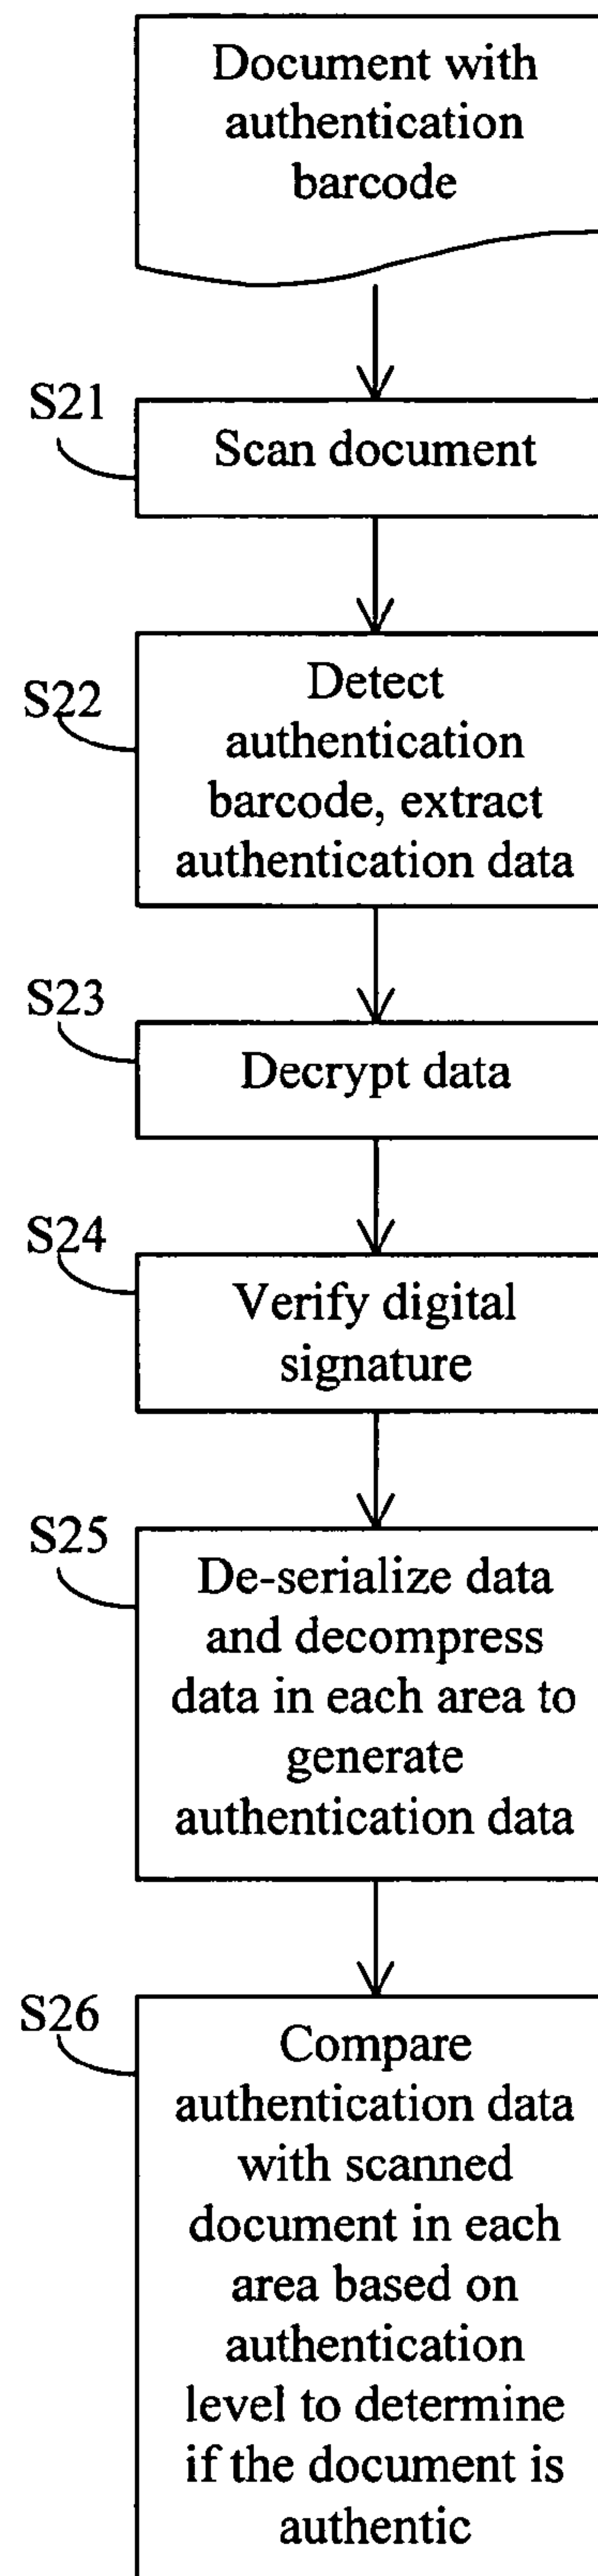 Document with
authentication
barcode
S21
Scan document
S22
Detect
authentication
barcode, extract
authentication data
S23
Decrypt data
S24
Verify digital
signature
S25
De-serialize data
and decompress
data in each area to
generate
authentication data
S26
Compare
authentication data
with scanned
document in each
area based on
authentication
level to determine
if the document is
authentic